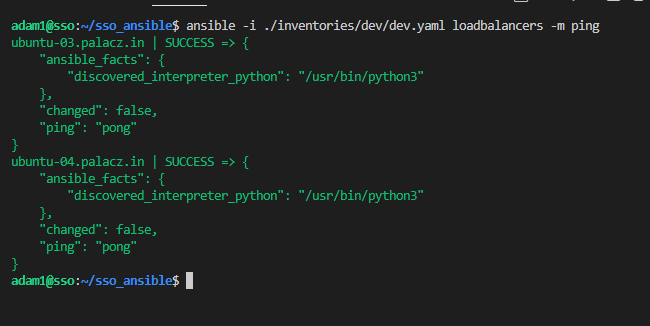 adam1@sso:~/sso_ansible$ ansible -i ./inventories/dev/dev.yaml loadbalancers -m ping
ubuntu-03.palacz.in | SUCCESS => {
    "ansible_facts": {
        "discovered_interpreter_python": "/usr/bin/python3"
    },
    "changed": false,
    "ping": "pong"
}
ubuntu-04.palacz.in | SUCCESS => {
    "ansible_facts": {
        "discovered_interpreter_python": "/usr/bin/python3"
    },
    "changed": false,
    "ping": "pong"
}
adam1@sso:~/sso_ansible$